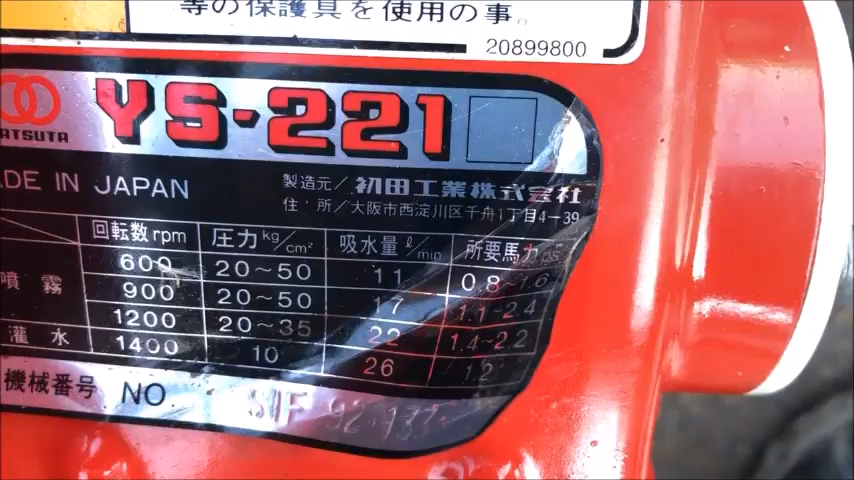 等の保護具を使用の事。
20899800
ATSUTA YS-221
DE IN JAPAN 製造元／初田工業株式会社
住 所／大阪市西淀川区千舟1丁目4-39
回転数rpm 圧力kg/cm² 吸水量ℓ/min 所要馬力PS
噴霧 600 20～50 11 0.8～1.6
900 20～50 17 1.1～2.4
1200 20～35 22 1.4～2.2
灌水 1400 10 26 1.2
機械番号 NO